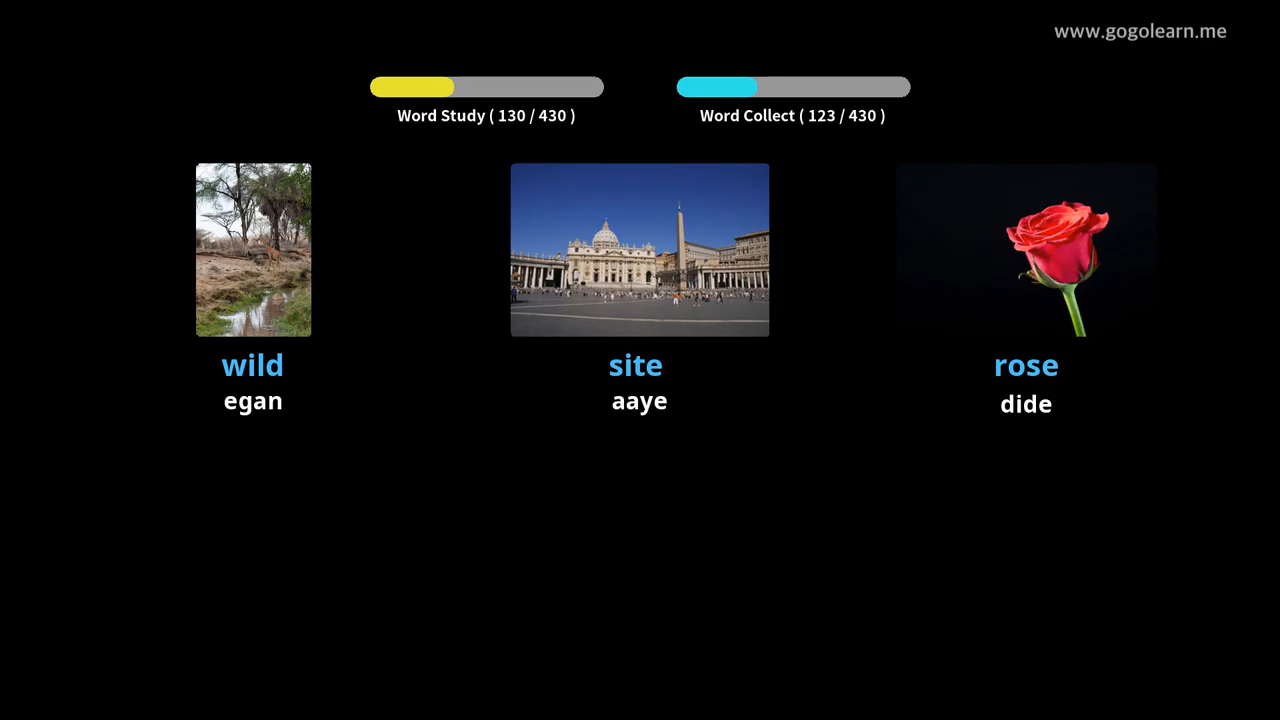 www.gogolearn.me
Word Study ( 130 / 430 )
Word Collect ( 123 / 430 )
wild
egan
site
aaye
rose
dide